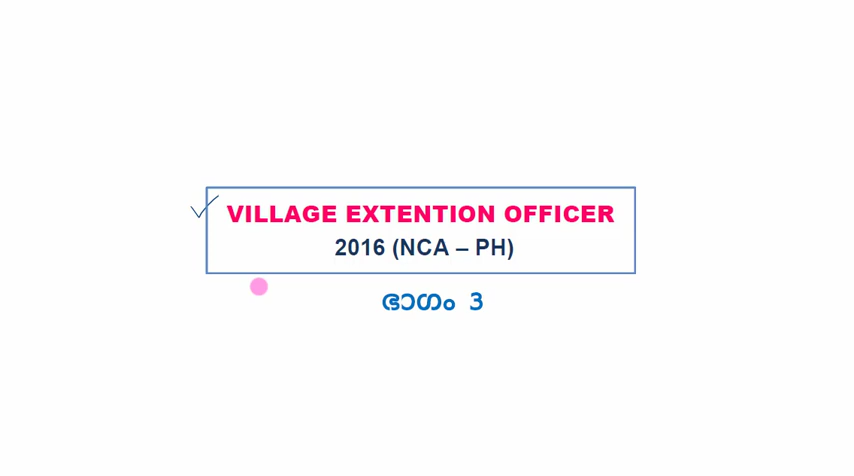 VILLAGE EXTENTION OFFICER
2016 (NCA – PH)
ഭാഗം 3